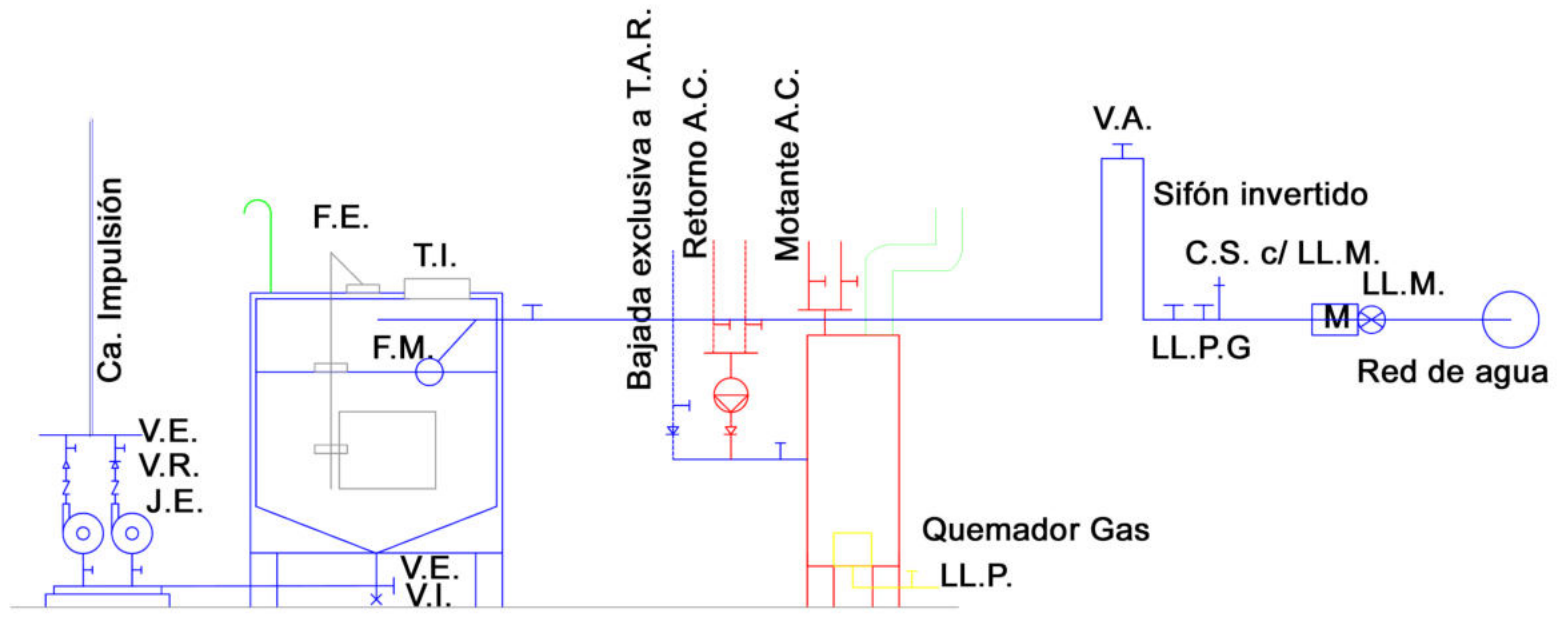 Ca. Impulsión
V.E.
V.R.
J.E.
F.E.
T.I.
F.M.
V.E.
V.I.
Bajada exclusiva a T.A.R.
Retorno A.C.
Motante A.C.
Quemador Gas
LL.P.
V.A.
Sifón invertido
C.S. c/ LL.M.
LL.M.
M
LL.P.G
Red de agua